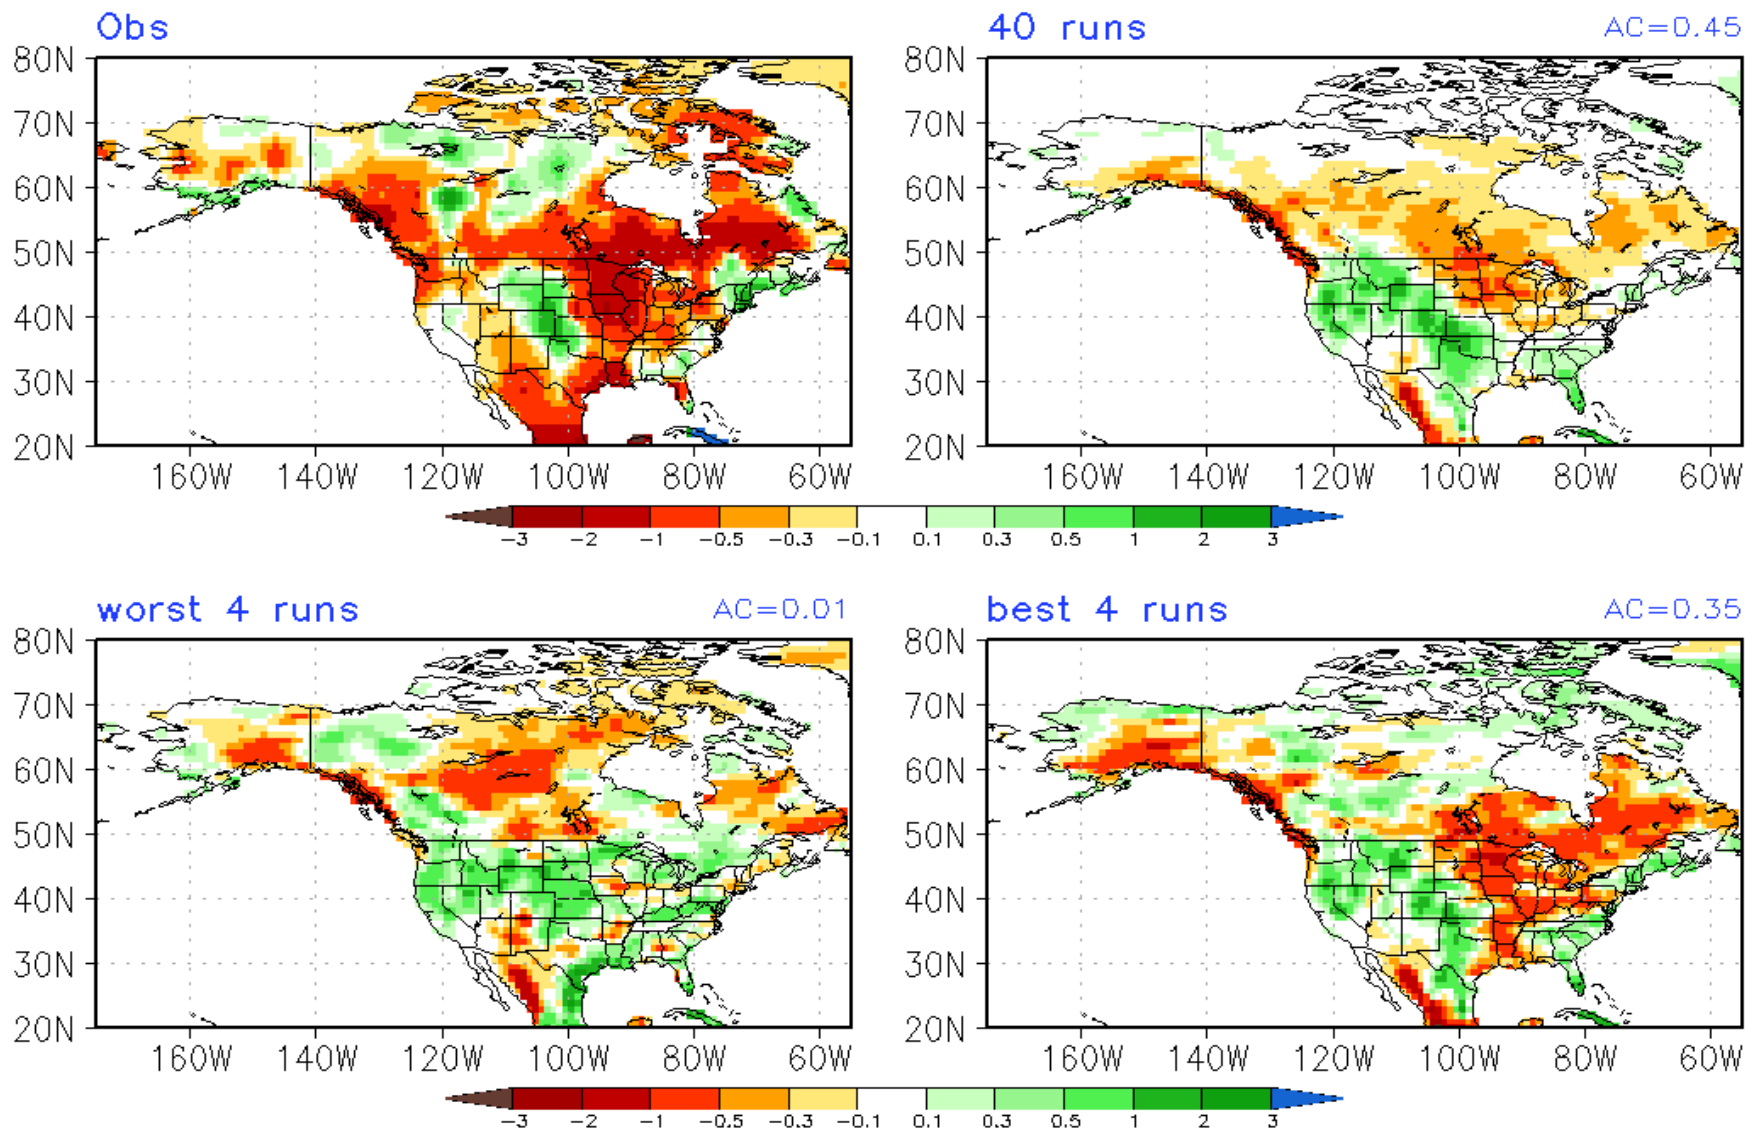 Obs
40 runs AC=0.45
80N 80N
70N 70N
60N 60N
50N 50N
40N 40N
30N 30N
20N 20N
160W 140W 120W 100W 80W 60W 160W 140W 120W 100W 80W 60W
-3 -2 -1 -0.5 -0.3 -0.1 0.1 0.3 0.5 1 2 3
worst 4 runs AC=0.01
best 4 runs AC=0.35
80N 80N
70N 70N
60N 60N
50N 50N
40N 40N
30N 30N
20N 20N
160W 140W 120W 100W 80W 60W 160W 140W 120W 100W 80W 60W
-3 -2 -1 -0.5 -0.3 -0.1 0.1 0.3 0.5 1 2 3